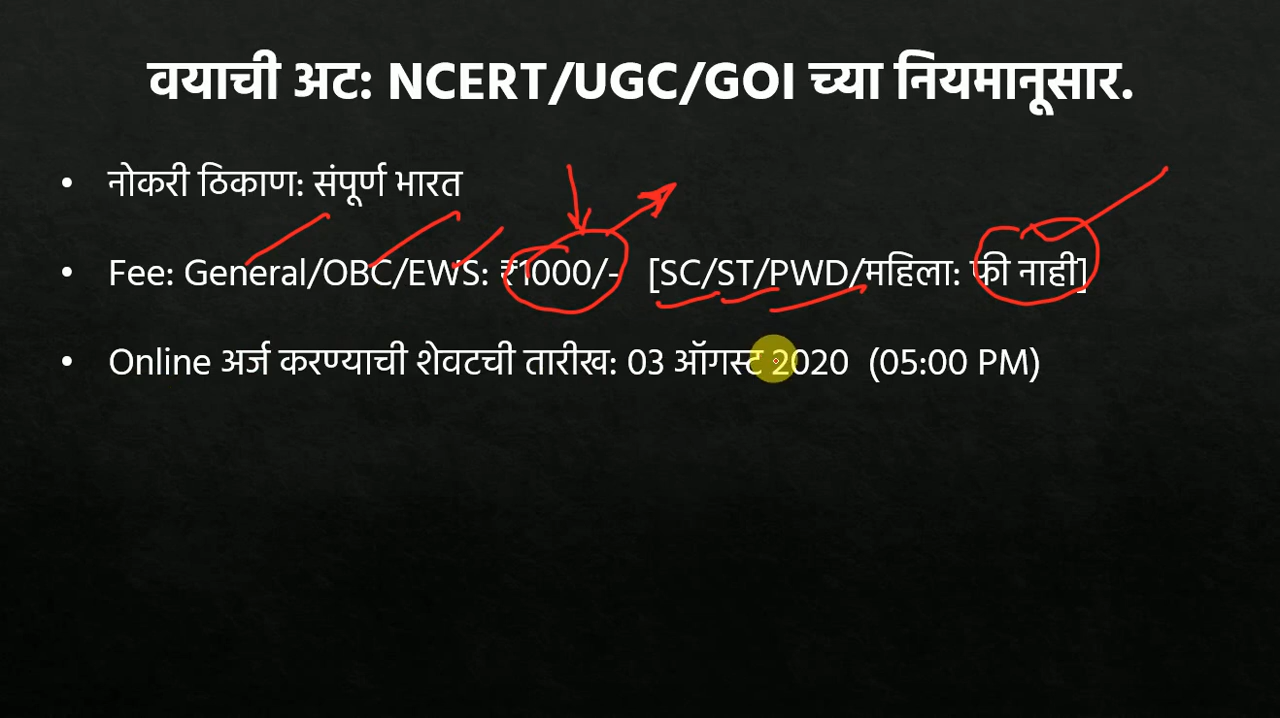 वयाची अट: NCERT/UGC/GOI च्या नियमानूसार.
• नोकरी ठिकाण: संपूर्ण भारत
• Fee: General/OBC/EWS: ₹1000/- [SC/ST/PWD/महिला: फी नाही]
• Online अर्ज करण्याची शेवटची तारीख: 03 ऑगस्ट 2020 (05:00 PM)